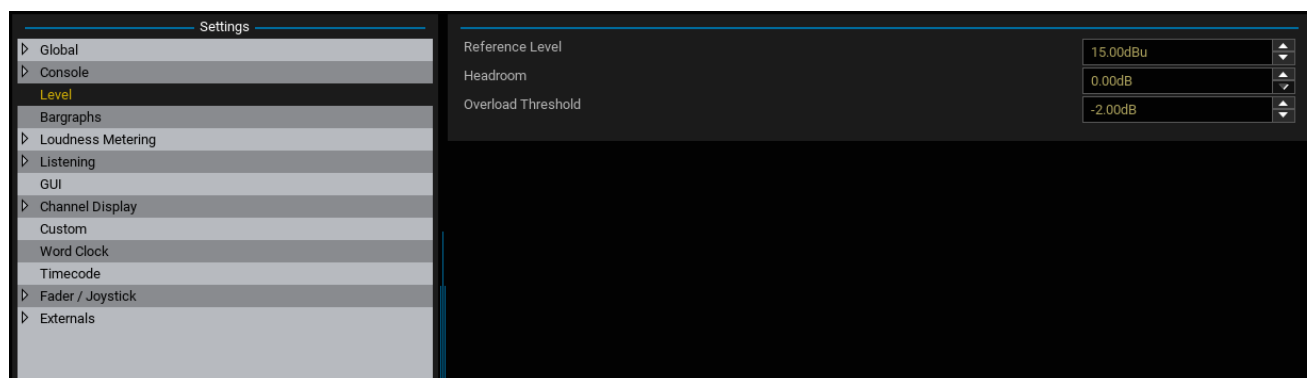 Settings
Global
Console
Level
Bargraphs
Loudness Metering
Listening
GUI
Channel Display
Custom
Word Clock
Timecode
Fader / Joystick
Externals
Reference Level 15.00dBu
Headroom 0.00dB
Overload Threshold -2.00dB